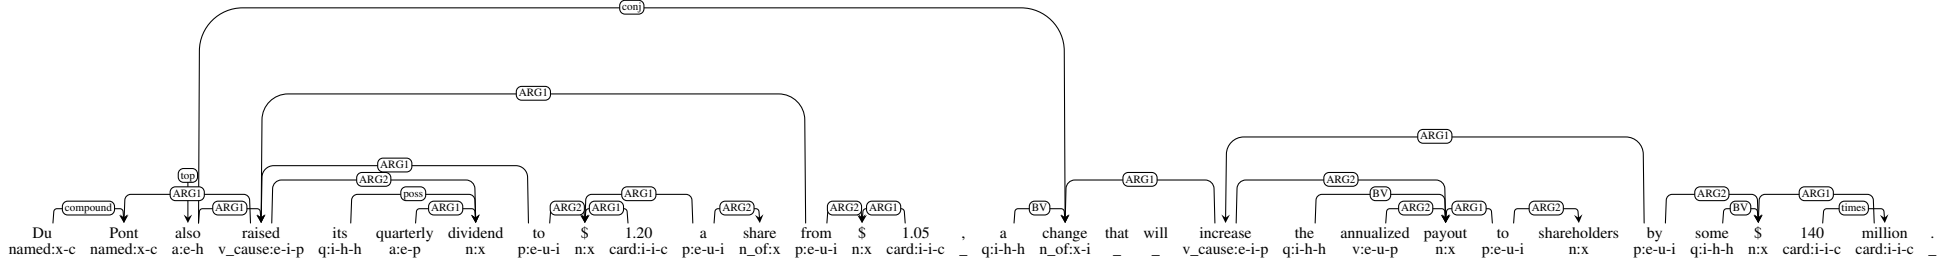 conj
ARG1
ARG1
ARG1
top
ARG2
ARG1
poss
ARG1
ARG1
ARG2
BV
ARG2
ARG1
compound
ARG1
ARG1
ARG2
ARG1
ARG2
ARG2
ARG1
BV
ARG2
ARG1
ARG2
BV
times
Du Pont also raised its quarterly dividend to $ 1.20 a share from $ 1.05 , a change that will increase the annualized payout to shareholders by some $ 140 million .
named:x-c named:x-c a:e-h v_cause:e-i-p q:i-h-h a:e-p n:x p:e-u-i n:x card:i-i-c p:e-u-i n_of:x p:e-u-i n:x card:i-i-c _ q:i-h-h n_of:x-i _ _ v_cause:e-i-p q:i-h-h v:e-u-p n:x p:e-u-i n:x p:e-u-i q:i-h-h n:x card:i-i-c card:i-i-c _